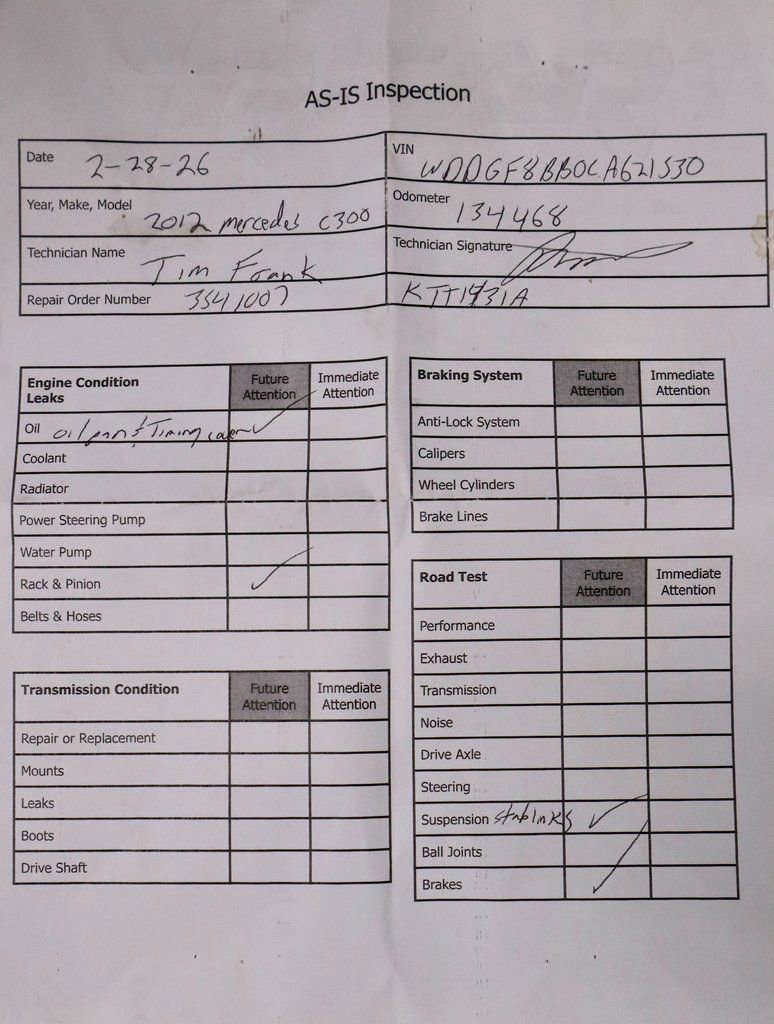 AS-IS Inspection
Date 2-28-26
VIN WDDGF8BB0CA621530
Year, Make, Model 2012 mercedes C300
Odometer 134468
Technician Name Tim Frank
Technician Signature
Repair Order Number 3541007
KTT1431A
Engine Condition Leaks Future Attention Immediate Attention
Oil oil pan & Timing cover ✓
Coolant
Radiator
Power Steering Pump
Water Pump
Rack & Pinion ✓
Belts & Hoses
Transmission Condition Future Attention Immediate Attention
Repair or Replacement
Mounts
Leaks
Boots
Drive Shaft
Braking System Future Attention Immediate Attention
Anti-Lock System
Calipers
Wheel Cylinders
Brake Lines
Road Test Future Attention Immediate Attention
Performance
Exhaust
Transmission
Noise
Drive Axle
Steering
Suspension stab links ✓
Ball Joints
Brakes ✓